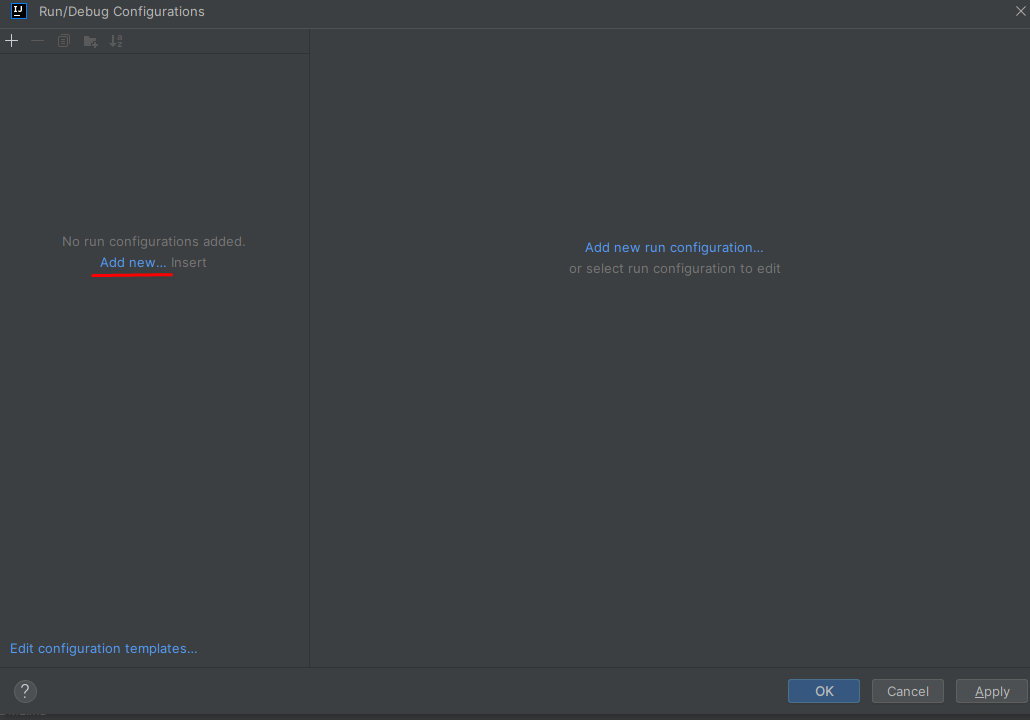 IJ
Run/Debug Configurations
No run configurations added.
Add new... Insert
Add new run configuration...
or select run configuration to edit
Edit configuration templates...
?
OK
Cancel
Apply